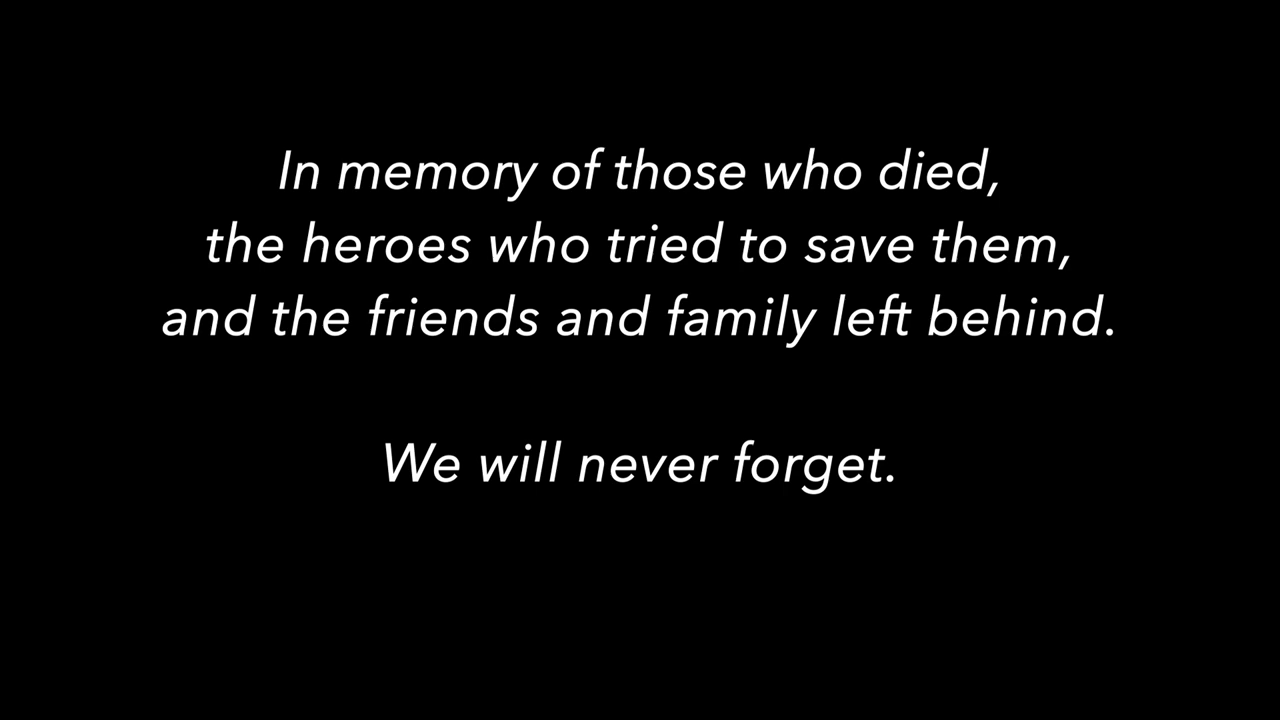 In memory of those who died,
the heroes who tried to save them,
and the friends and family left behind.
We will never forget.